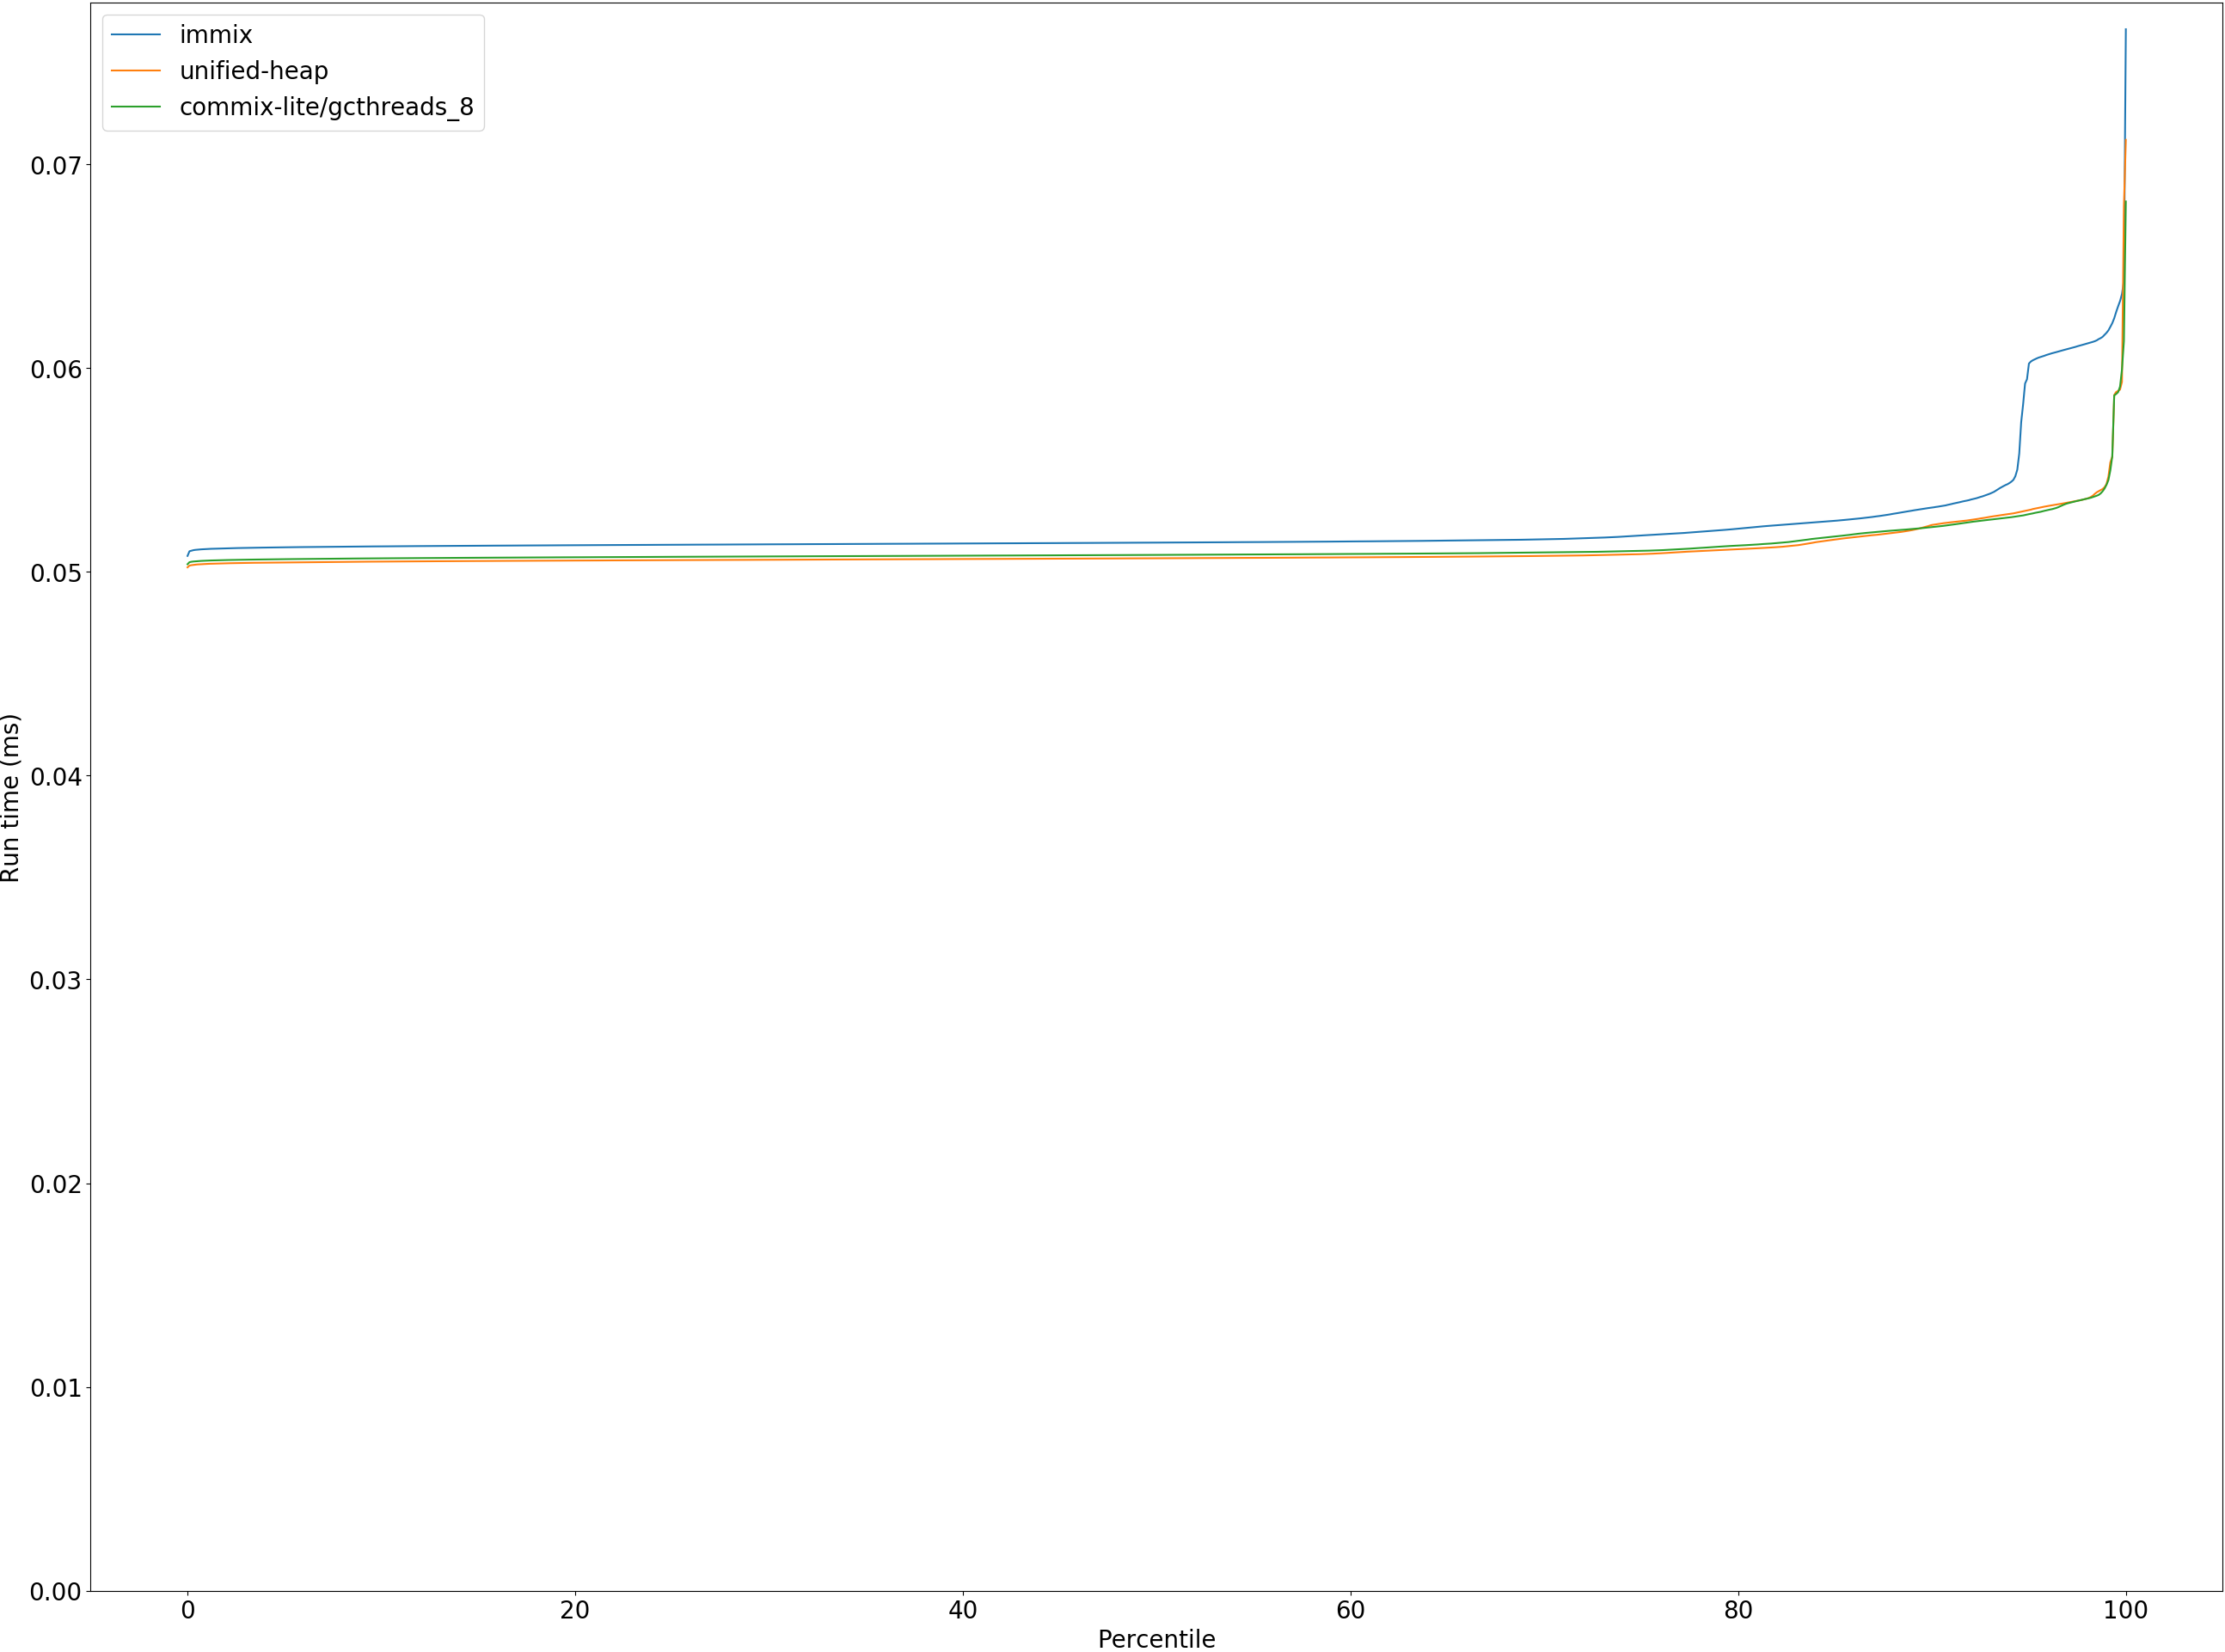 immix
unified-heap
commix-lite/gcthreads_8
0.07
0.06
0.05
0.04
0.03
0.02
0.01
0.00
Run time (ms)
0 20 40 60 80 100
Percentile